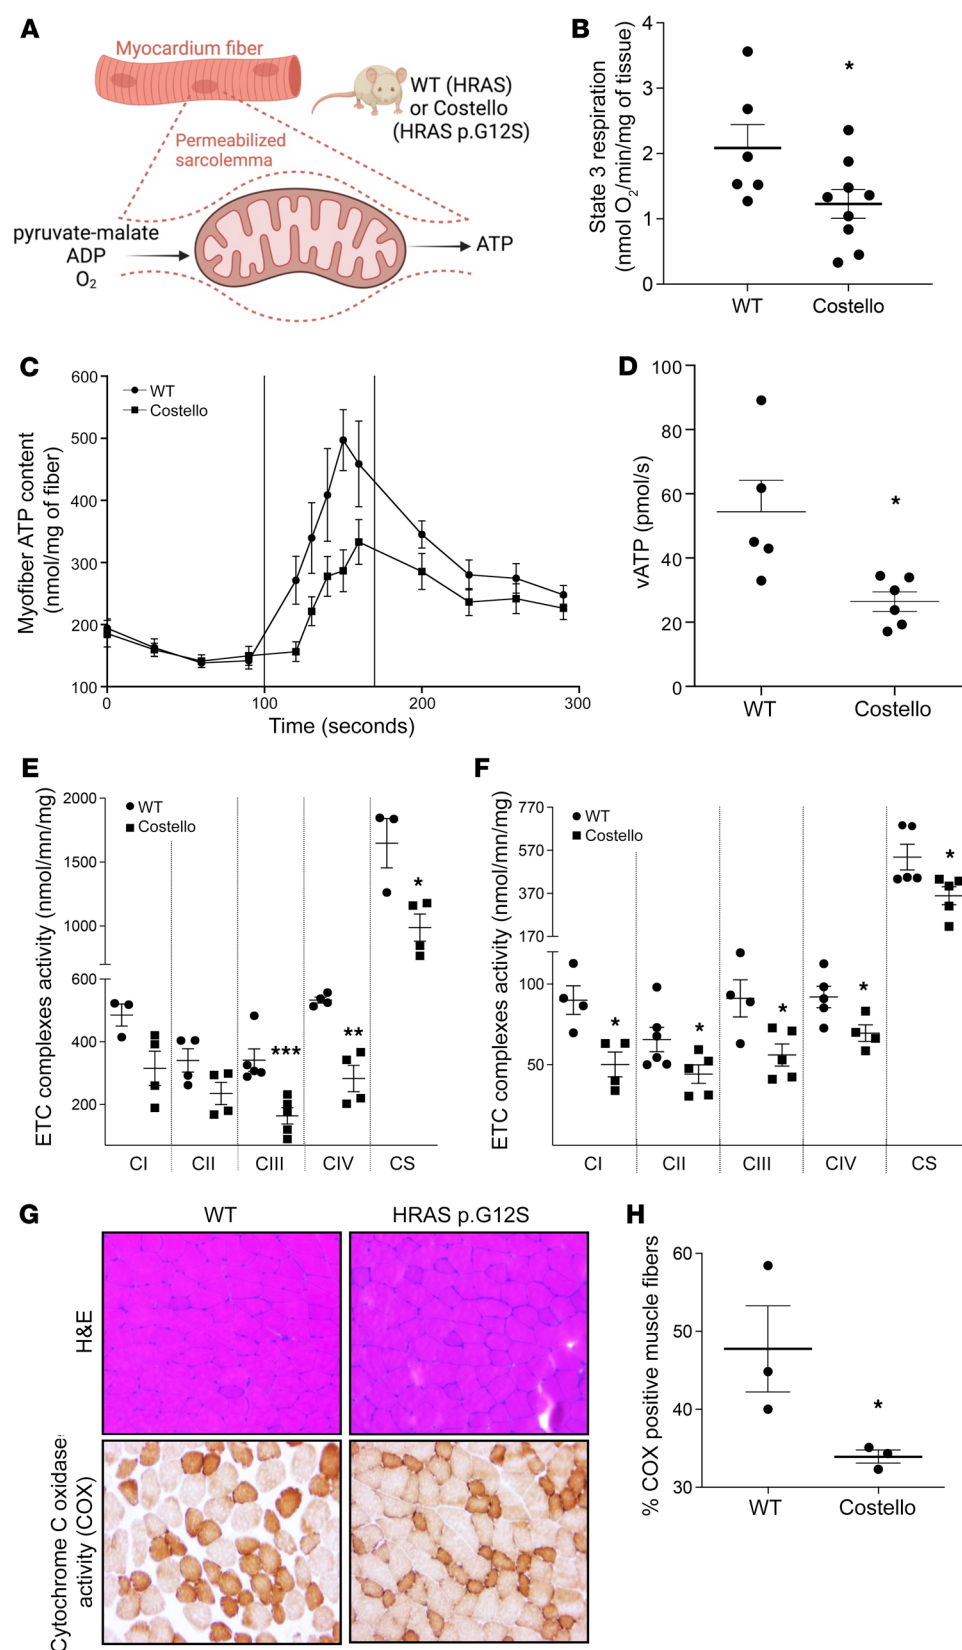 A
Myocardium fiber
WT (HRAS)
or Costello
(HRAS p.G12S)
Permeabilized
sarcolemma
pyruvate-malate
ADP
O2
ATP
B
State 3 respiration
(nmol O2/min/mg of tissue)
4
3
2
1
0
*
WT
Costello
C
Myofiber ATP content
(nmol/mg of fiber)
600
500
400
300
200
100
WT
Costello
0
100
200
300
Time (seconds)
D
vATP (pmol/s)
100
80
60
40
20
0
*
WT
Costello
E
ETC complexes activity (nmol/mn/mg)
2000
1500
1000
600
400
200
WT
Costello
***
**
*
CI
CII
CIII
CIV
CS
F
ETC complexes activity (nmol/mn/mg)
770
570
370
170
100
50
WT
Costello
*
*
*
*
*
CI
CII
CIII
CIV
CS
G
WT
HRAS p.G12S
H&E
Cytochrome C oxidase
activity (COX)
H
% COX positive muscle fibers
60
50
40
30
*
WT
Costello